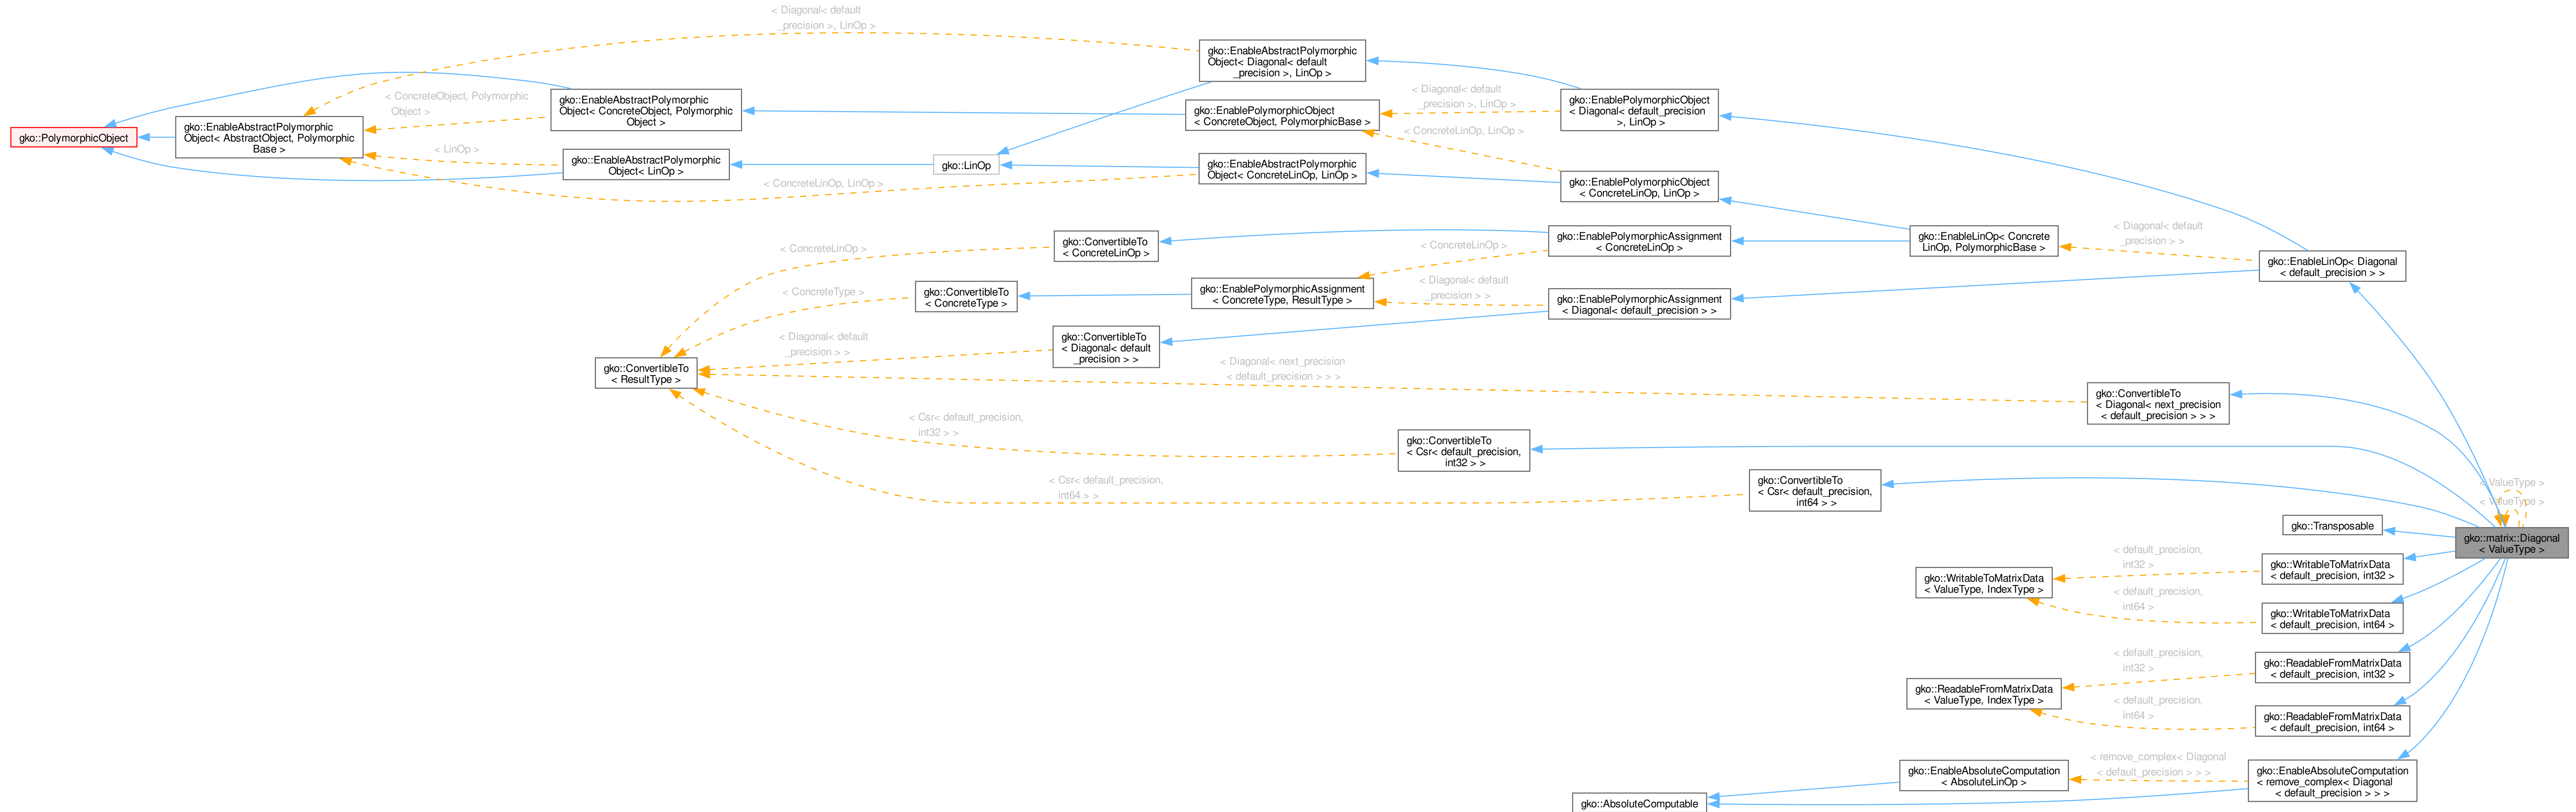 < Diagonal< default
_precision >, LinOp >
gko::EnableAbstractPolymorphic
Object< Diagonal< default
_precision >, LinOp >
< ConcreteObject, Polymorphic
Object >
gko::EnableAbstractPolymorphic
Object< ConcreteObject, Polymorphic
Object >
< Diagonal< default
_precision >, LinOp >
gko::EnablePolymorphicObject
< Diagonal< default_precision
>, LinOp >
gko::EnablePolymorphicObject
< ConcreteObject, PolymorphicBase >
gko::PolymorphicObject
gko::EnableAbstractPolymorphic
Object< AbstractObject, Polymorphic
Base >
< ConcreteLinOp, LinOp >
< LinOp >
gko::EnableAbstractPolymorphic
Object< LinOp >
gko::LinOp
gko::EnableAbstractPolymorphic
Object< ConcreteLinOp, LinOp >
< ConcreteLinOp, LinOp >
gko::EnablePolymorphicObject
< ConcreteLinOp, LinOp >
< ConcreteLinOp >
gko::ConvertibleTo
< ConcreteLinOp >
< ConcreteLinOp >
gko::EnablePolymorphicAssignment
< ConcreteLinOp >
gko::EnableLinOp< Concrete
LinOp, PolymorphicBase >
< Diagonal< default
_precision > >
gko::EnableLinOp< Diagonal
< default_precision > >
< ConcreteType >
gko::ConvertibleTo
< ConcreteType >
gko::EnablePolymorphicAssignment
< ConcreteType, ResultType >
< Diagonal< default
_precision > >
gko::EnablePolymorphicAssignment
< Diagonal< default_precision > >
< Diagonal< default
_precision > >
gko::ConvertibleTo
< Diagonal< default
_precision > >
gko::ConvertibleTo
< ResultType >
< Diagonal< next_precision
< default_precision > > >
gko::ConvertibleTo
< Diagonal< next_precision
< default_precision > > >
< Csr< default_precision,
int32 > >
gko::ConvertibleTo
< Csr< default_precision,
int32 > >
< Csr< default_precision,
int64 > >
gko::ConvertibleTo
< Csr< default_precision,
int64 > >
< ValueType >
< ValueType >
gko::Transposable
gko::matrix::Diagonal
< ValueType >
< default_precision,
int32 >
gko::WritableToMatrixData
< default_precision, int32 >
gko::WritableToMatrixData
< ValueType, IndexType >
< default_precision,
int64 >
gko::WritableToMatrixData
< default_precision, int64 >
< default_precision,
int32 >
gko::ReadableFromMatrixData
< default_precision, int32 >
gko::ReadableFromMatrixData
< ValueType, IndexType >
< default_precision,
int64 >
gko::ReadableFromMatrixData
< default_precision, int64 >
< remove_complex< Diagonal
< default_precision > > >
gko::EnableAbsoluteComputation
< AbsoluteLinOp >
gko::EnableAbsoluteComputation
< remove_complex< Diagonal
< default_precision > > >
gko::AbsoluteComputable